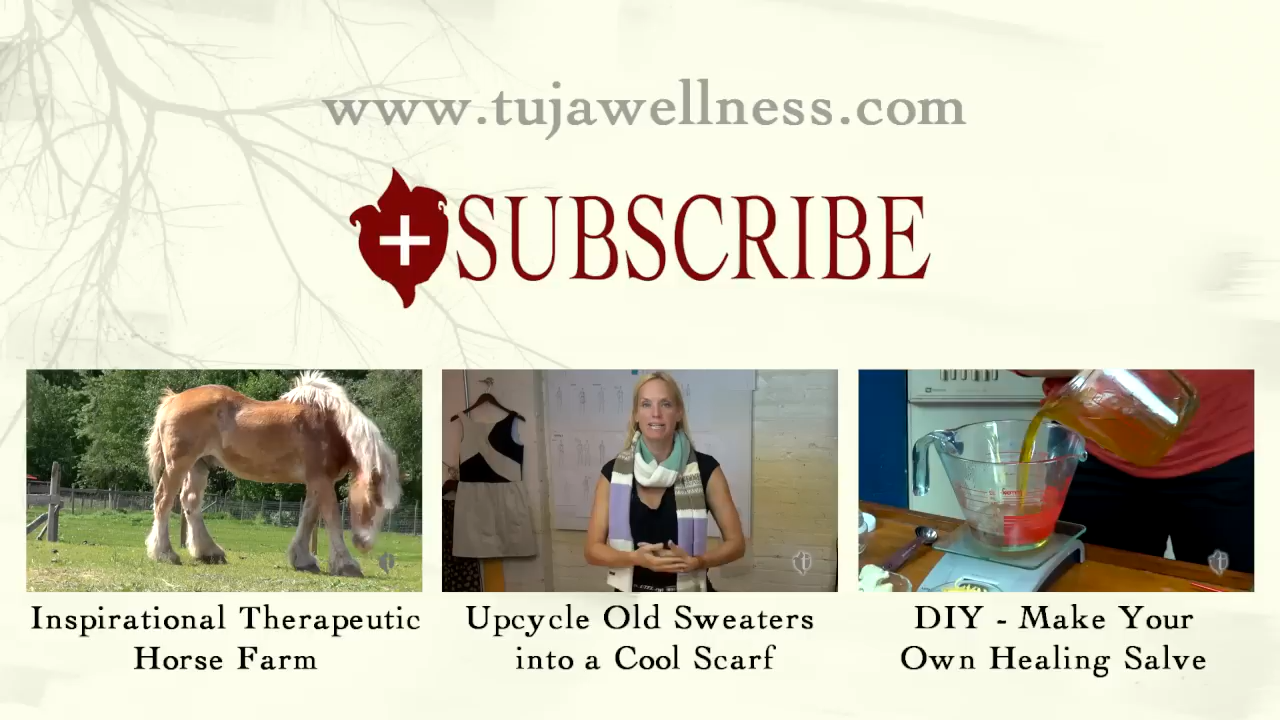 www.tujawellness.com
SUBSCRIBE
Inspirational Therapeutic
Horse Farm
Upcycle Old Sweaters
into a Cool Scarf
DIY - Make Your
Own Healing Salve